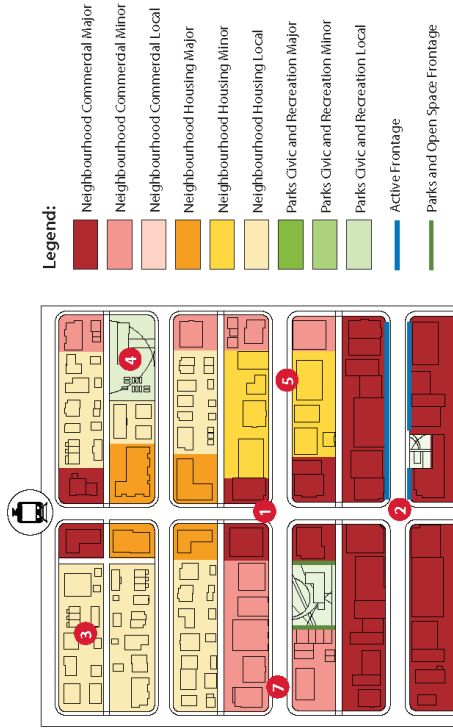 Legend:
Neighbourhood Commercial Major
Neighbourhood Commercial Minor
Neighbourhood Commercial Local
Neighbourhood Housing Major
Neighbourhood Housing Minor
Neighbourhood Housing Local
Parks Civic and Recreation Major
Parks Civic and Recreation Minor
Parks Civic and Recreation Local
Active Frontage
Parks and Open Space Frontage
3
4
7
1
5
2